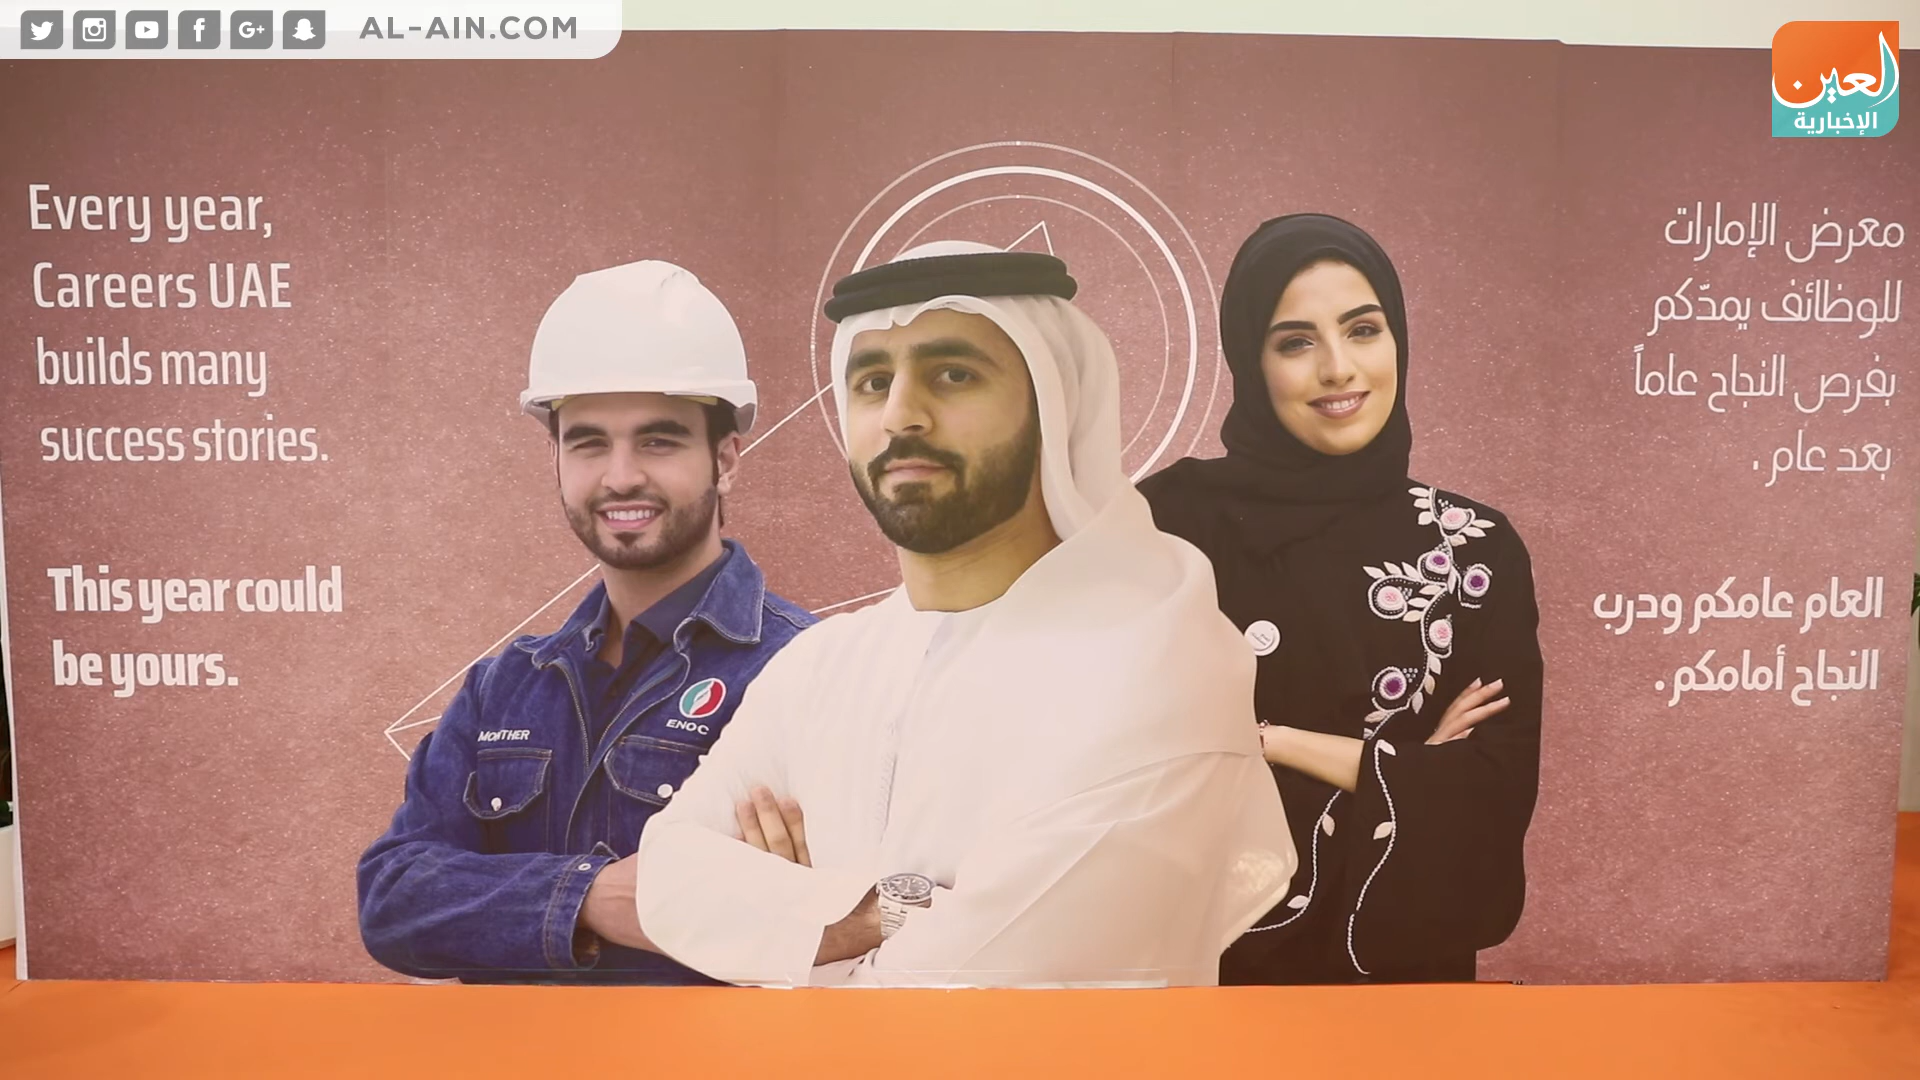 AL-AIN.COM
العين
الإخبارية
Every year,
Careers UAE
builds many
success stories.
This year could
be yours.
معرض الإمارات
للوظائف يمدّكم
بفرص النجاح عاماً
بعد عام .
العام عامكم ودرب
النجاح أمامكم .
MONTHER
ENOC